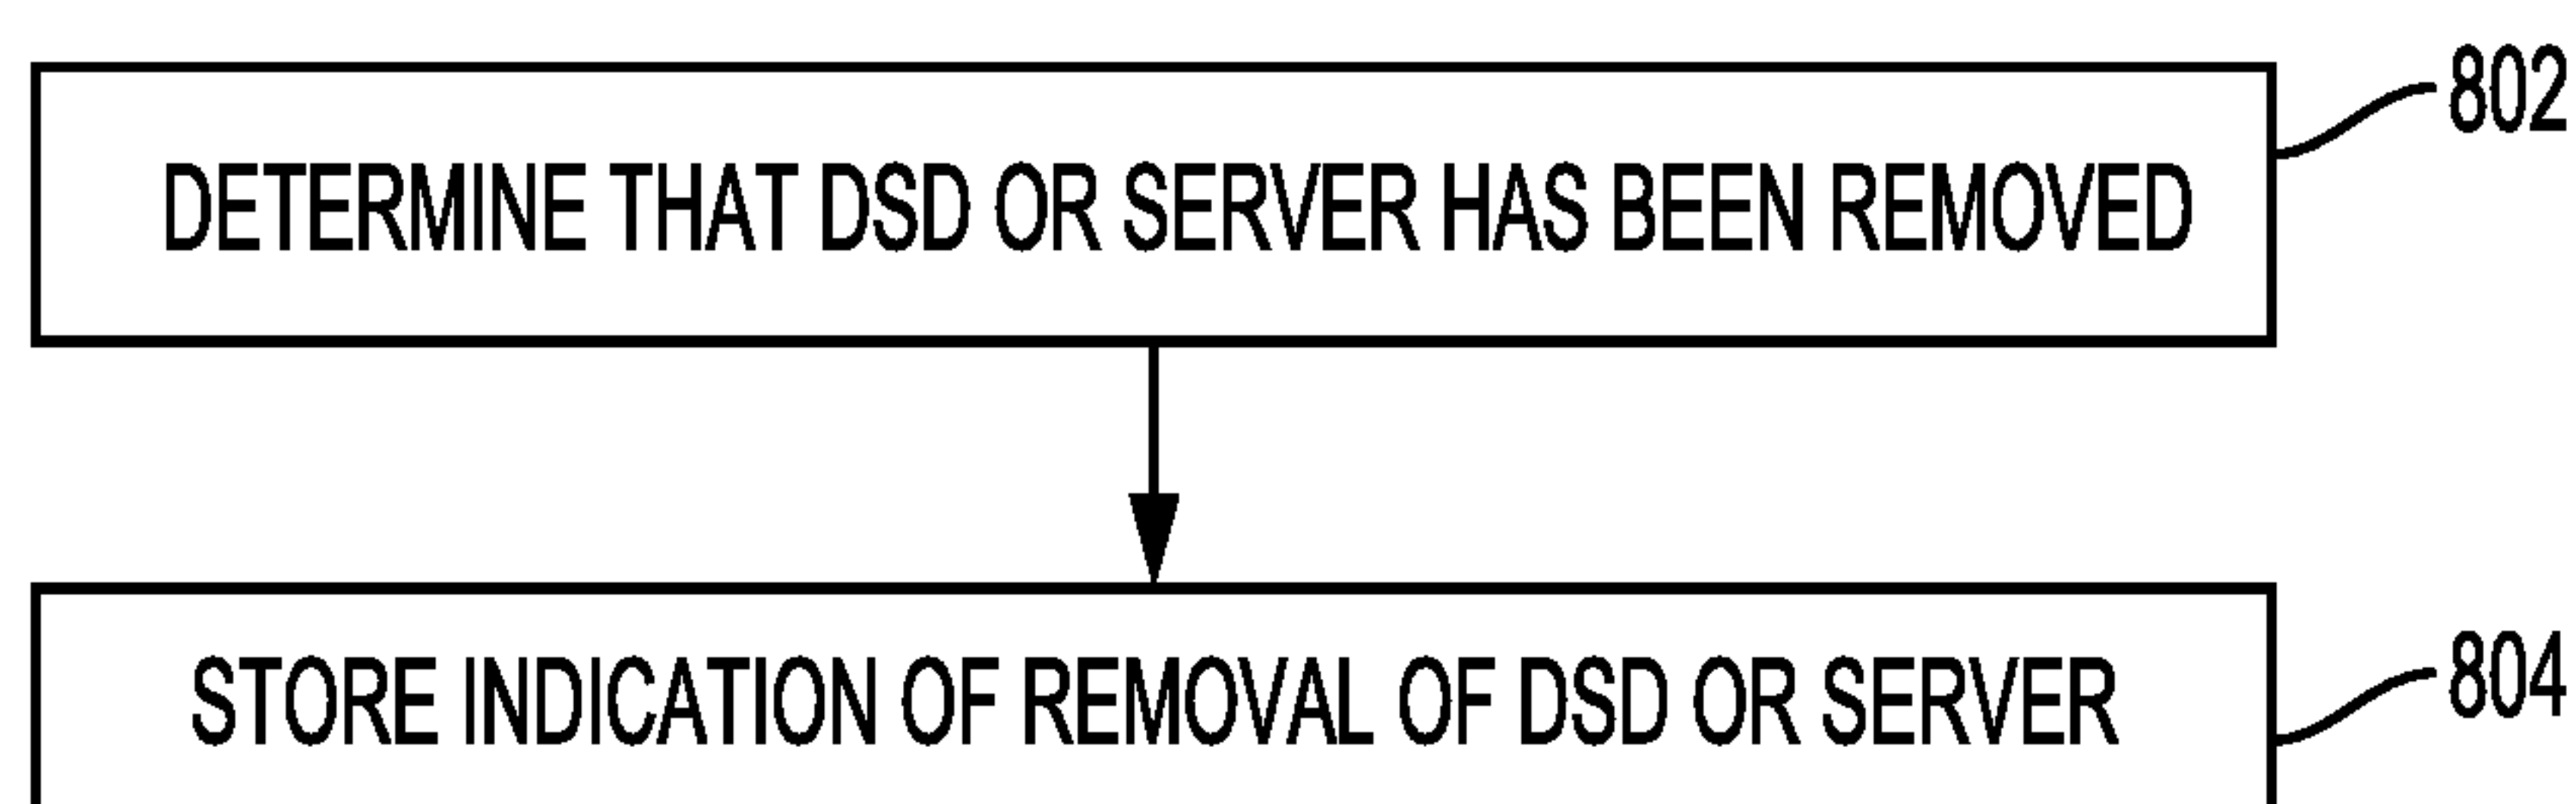 802
DETERMINE THAT DSD OR SERVER HAS BEEN REMOVED
804
STORE INDICATION OF REMOVAL OF DSD OR SERVER